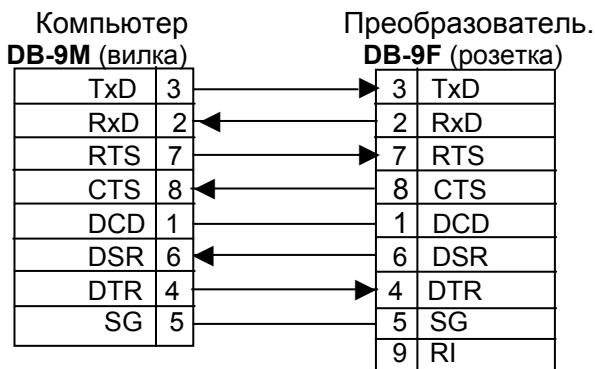 Компьютер Преобразователь.
DB-9M (вилка) DB-9F (розетка)
TxD 3 3 TxD
RxD 2 2 RxD
RTS 7 7 RTS
CTS 8 8 CTS
DCD 1 1 DCD
DSR 6 6 DSR
DTR 4 4 DTR
SG 5 5 SG
9 RI